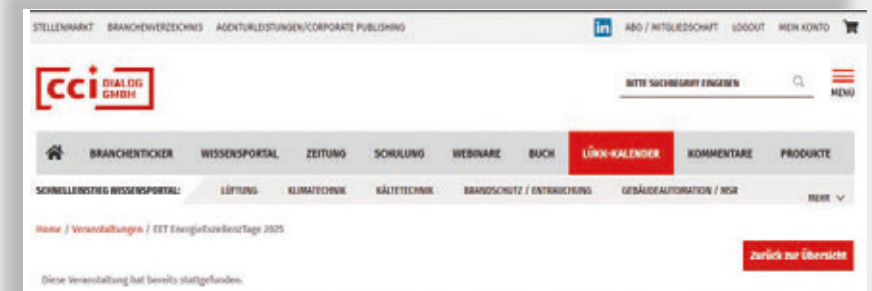 STELLENMARKT BRANCHENVERZEICHNIS AGENTURLEISTUNGEN/CORPORATE PUBLISHING in ABO / MITGLIEDSCHAFT LOGOUT MEIN KONTO
cci DIALOG GMBH
BITTE SUCHBEGRIFF EINGEBEN
MENÜ
BRANCHENTICKER WISSENSPORTAL ZEITUNG SCHULUNG WEBINARE BUCH LÜKK-KALENDER KOMMENTARE PRODUKTE
SCHNELLEINSTIEG WISSENSPORTAL: LÜFTUNG KLIMATECHNIK KÄLTETECHNIK BRANDSCHUTZ / ENTRAUCHUNG GEBÄUDEAUTOMATION / MSR MEHR
Home / Veranstaltungen / EET EnergieExzellenzTage 2025
Zurück zur Übersicht
Diese Veranstaltung hat bereits stattgefunden.